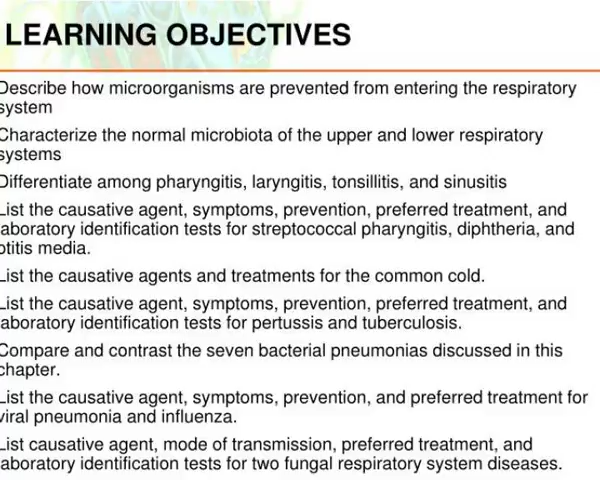 LEARNING OBJECTIVES
Describe how microorganisms are prevented from entering the respiratory
system
Characterize the normal microbiota of the upper and lower respiratory
systems
Differentiate among pharyngitis, laryngitis, tonsillitis, and sinusitis
List the causative agent, symptoms, prevention, preferred treatment, and
laboratory identification tests for streptococcal pharyngitis, diphtheria, and
otitis media.
List the causative agents and treatments for the common cold.
List the causative agent, symptoms, prevention, preferred treatment, and
laboratory identification tests for pertussis and tuberculosis.
Compare and contrast the seven bacterial pneumonias discussed in this
chapter.
List the causative agent, symptoms, prevention, and preferred treatment for
viral pneumonia and influenza.
List causative agent, mode of transmission, preferred treatment, and
laboratory identification tests for two fungal respiratory system diseases.